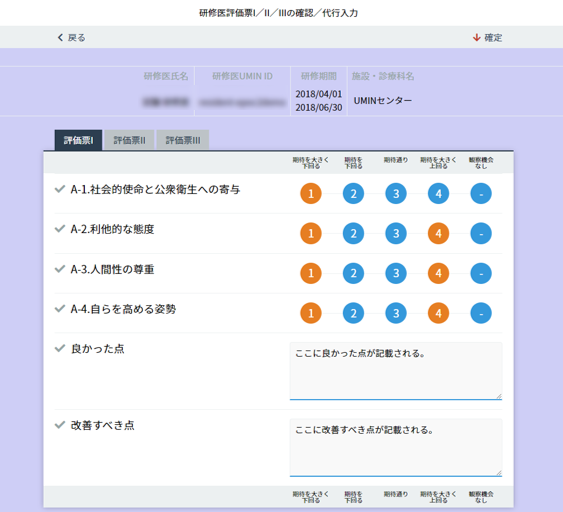 研修医評価票I／II／IIIの確認／代行入力
戻る
確定
研修医氏名 研修医UMIN ID 研修期間 施設・診療科名
2018/04/01
2018/06/30
UMINセンター
評価票I 評価票II 評価票III
期待を大きく下回る 期待を下回る 期待通り 期待を大きく上回る 観察機会なし
A-1.社会的使命と公衆衛生への寄与 1 2 3 4 -
A-2.利他的な態度 1 2 3 4 -
A-3.人間性の尊重 1 2 3 4 -
A-4.自らを高める姿勢 1 2 3 4 -
良かった点
ここに良かった点が記載される。
改善すべき点
ここに改善すべき点が記載される。
期待を大きく下回る 期待を下回る 期待通り 期待を大きく上回る 観察機会なし